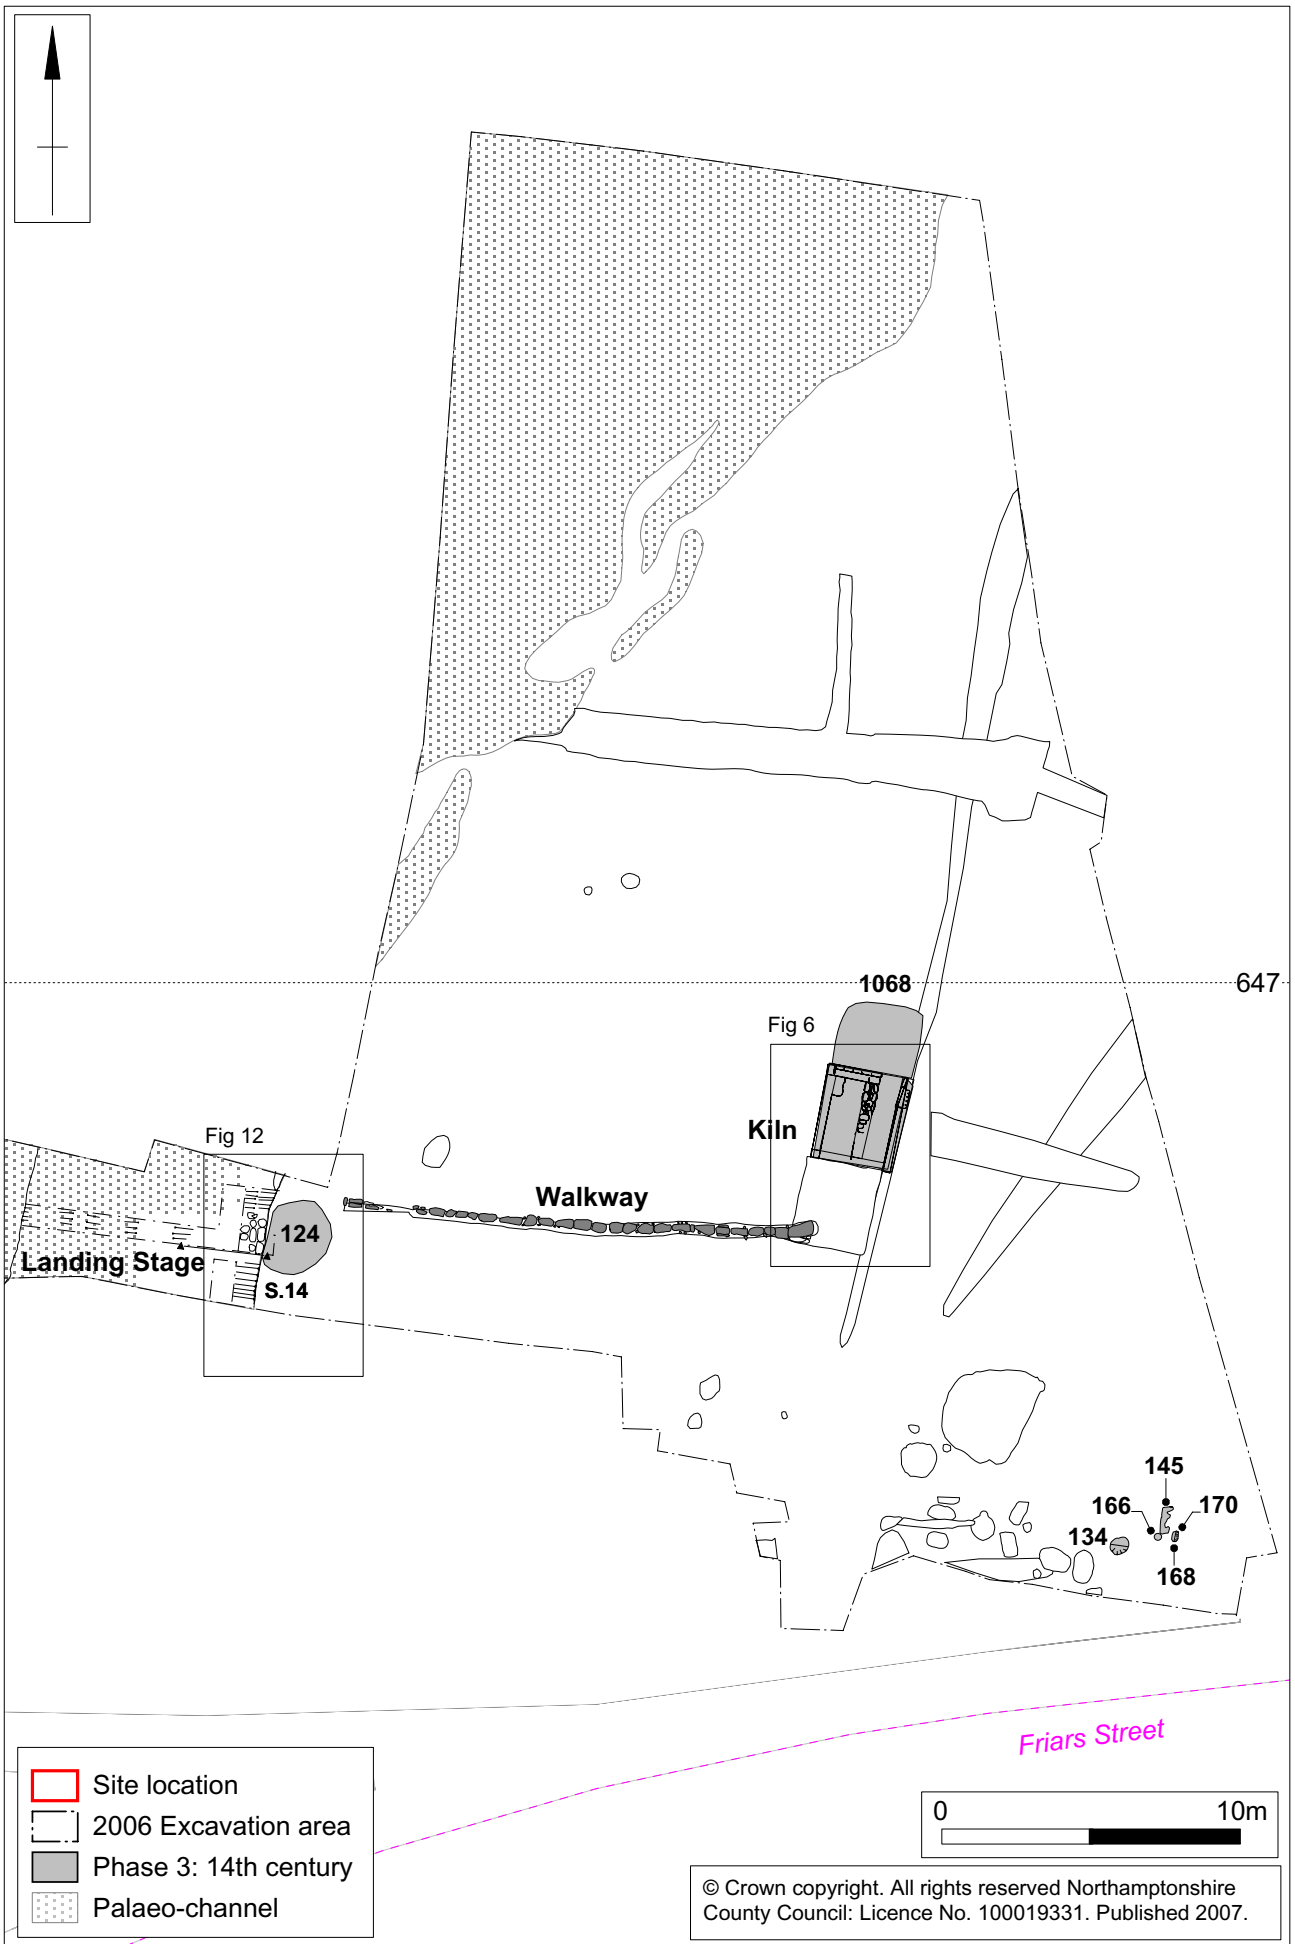 1068
647
Fig 6
Kiln
Fig 12
Walkway
124
Landing Stage
S.14
145
166
170
134
168
Friars Street
Site location
2006 Excavation area
Phase 3: 14th century
Palaeo-channel
0 10m
© Crown copyright. All rights reserved Northamptonshire
County Council: Licence No. 100019331. Published 2007.